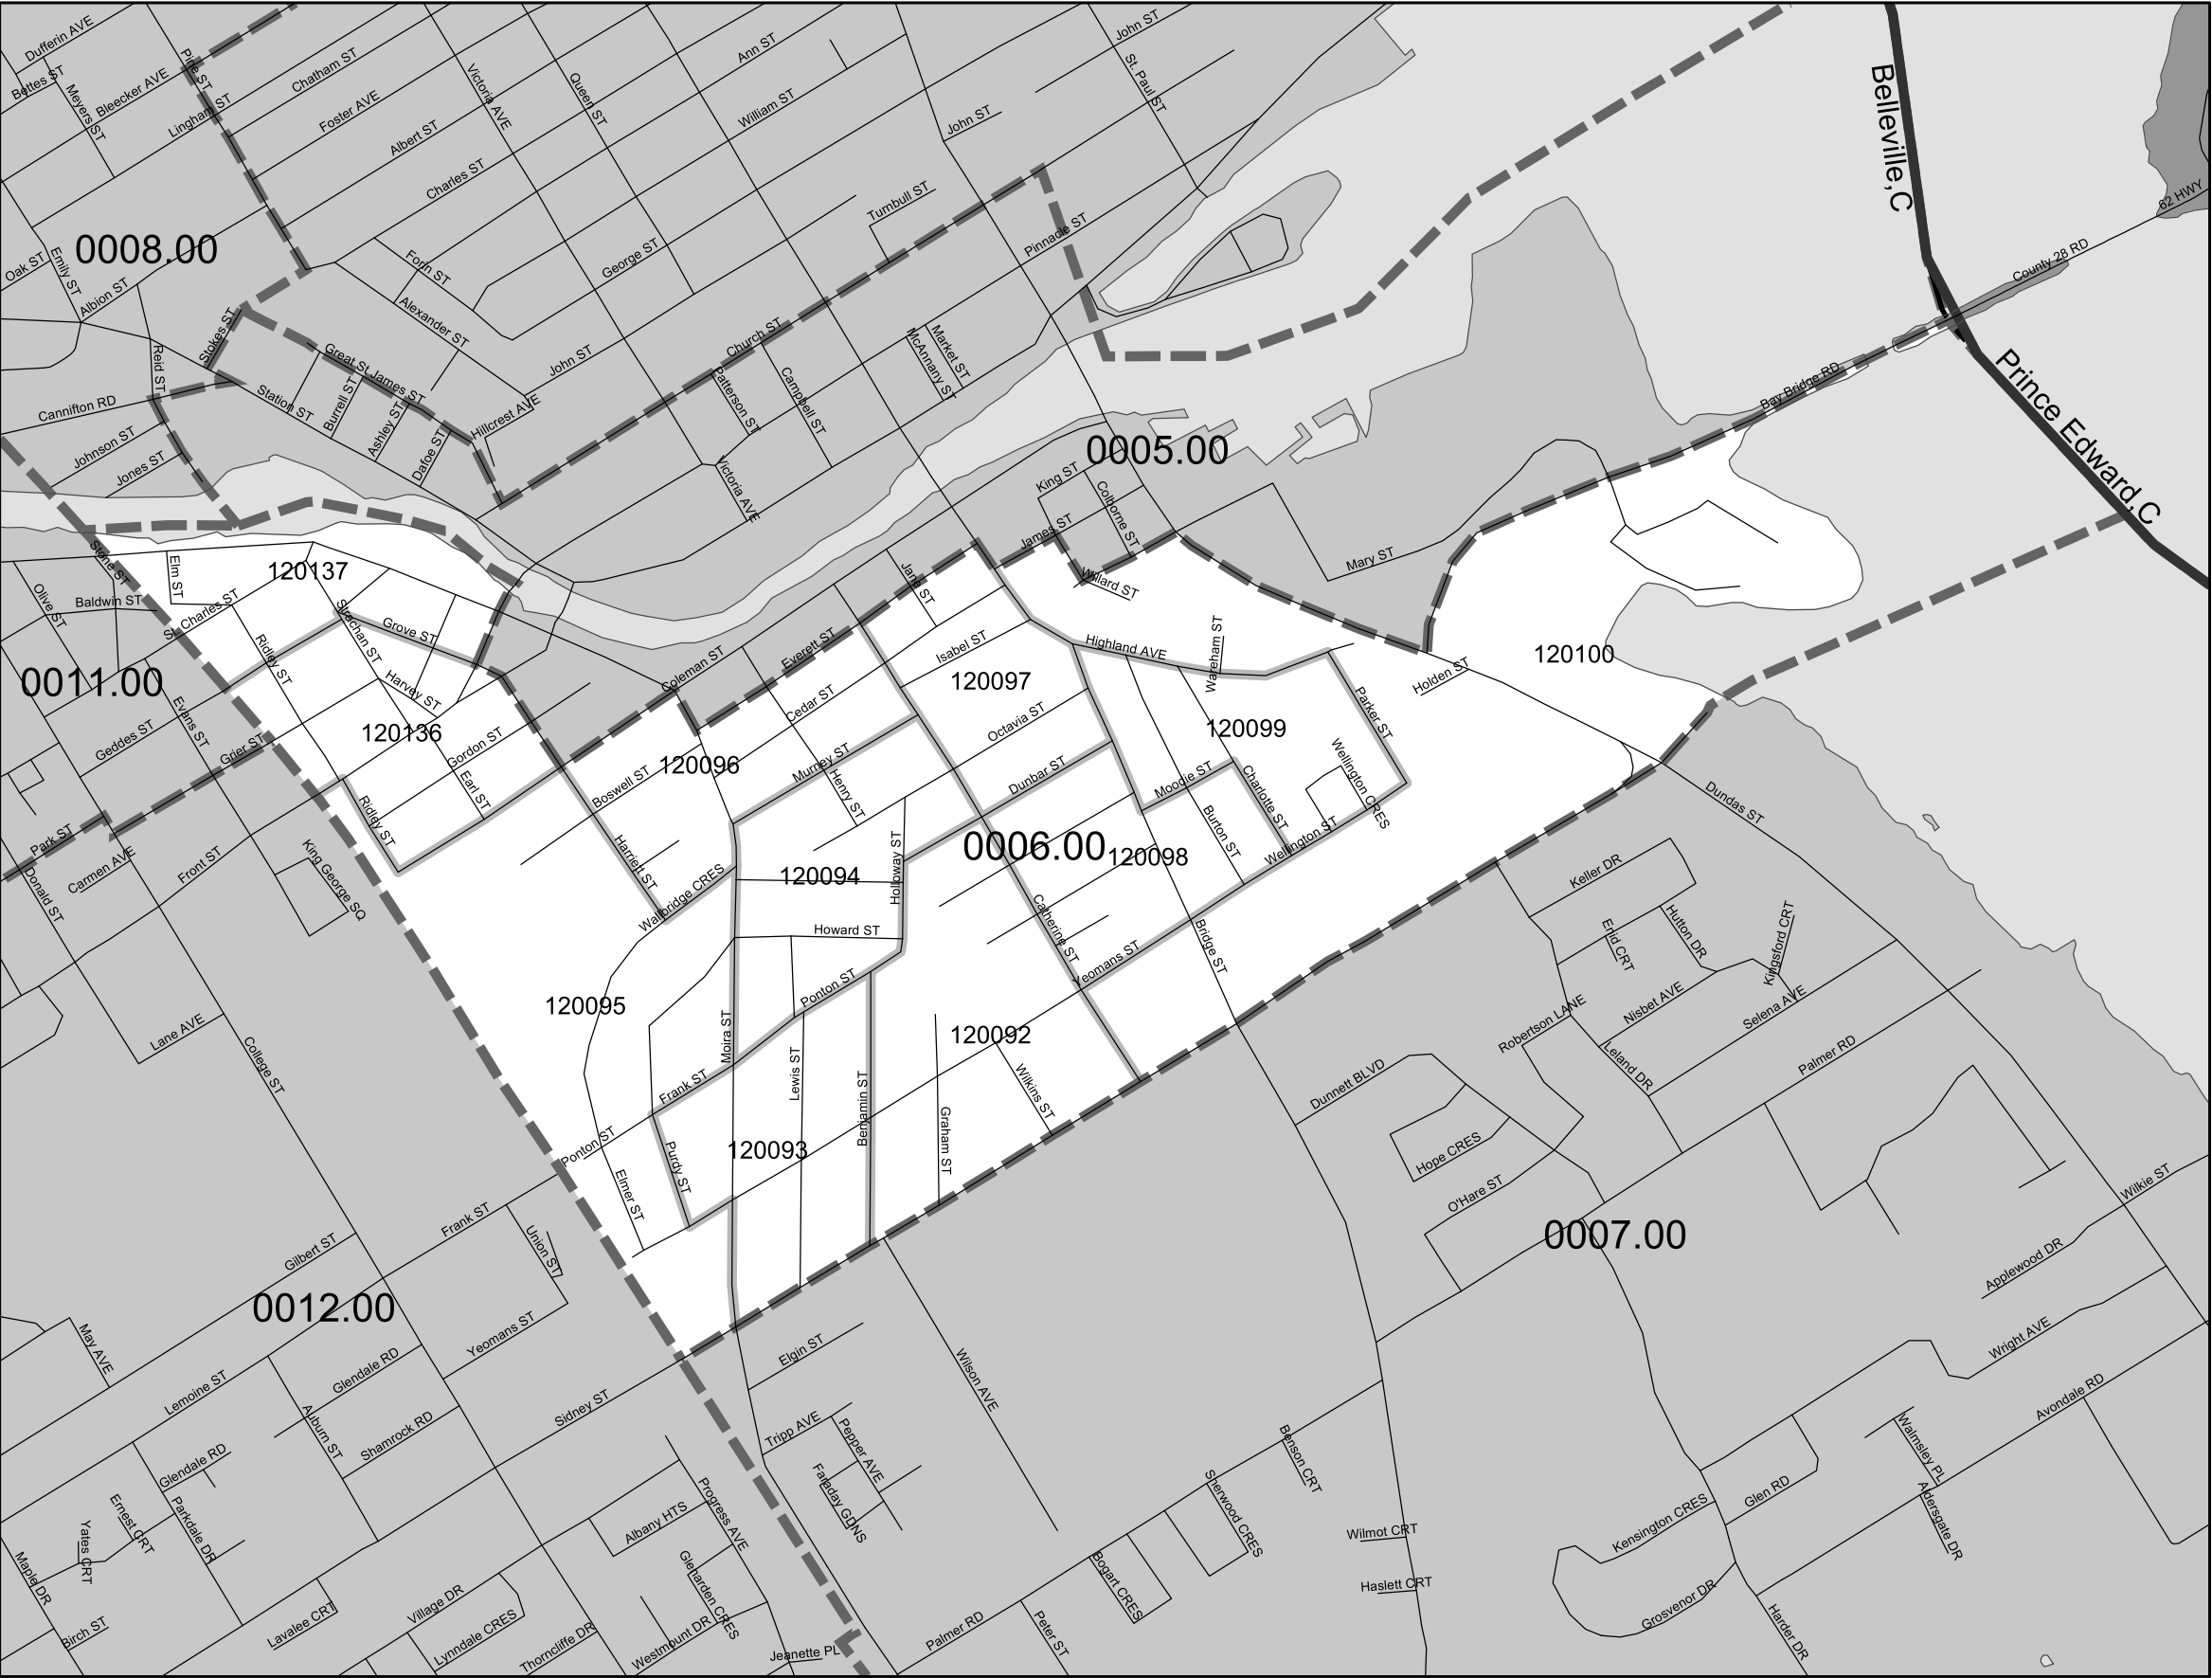 Dufferin AVE
Bettes ST
Meyers ST
Bleecker AVE
Pine ST
Lingham ST
Chatham ST
Foster AVE
Albert ST
Charles ST
Victoria AVE
Queen ST
Ann ST
William ST
John ST
John ST
St. Paul ST
Belleville,C
62 HWY
County 28 RD
Oak ST
Emily ST
0008.00
Albion ST
Forin ST
George ST
Turnbull ST
Pinnacle ST
Alexander ST
Stokes ST
Reid ST
Great St. James ST
John ST
Church ST
McAnnany ST
Market ST
Bay Bridge RD
Prince Edward,C
Cannifton RD
Station ST
Burrell ST
Ashley ST
Dafoe ST
Hillcrest AVE
Patterson ST
Campbell ST
Johnson ST
Jones ST
Victoria AVE
0005.00
King ST
Colborne ST
James ST
Mary ST
Stone ST
Elm ST
120137
Jane ST
Willard ST
Olive ST
Baldwin ST
St. Charles ST
Strachan ST
Grove ST
Ridley ST
Everett ST
Isabel ST
Highland AVE
Wareham ST
120100
Holden ST
0011.00
Coleman ST
Harvey ST
120097
Cedar ST
Evans ST
Geddes ST
Grier ST
120136
Gordon ST
Octavia ST
120099
Parker ST
Earl ST
120096
Murney ST
Boswell ST
Henry ST
Dunbar ST
Moodie ST
Charlotte ST
Wellington CRES
Dundas ST
Ridley ST
Park ST
Carmen AVE
Front ST
King George SQ
Donald ST
Harriett ST
Wallbridge CRES
120094
Holloway ST
0006.00
120098
Burton ST
Wellington ST
Keller DR
Howard ST
Catherine ST
Yeomans ST
Bridge ST
Enid CRT
Hutton DR
Kingsford CRT
Lane AVE
120095
Ponton ST
Moira ST
120092
Robertson LANE
Nisbet AVE
Selena AVE
Leland DR
Palmer RD
College ST
Frank ST
Lewis ST
Benjamin ST
Graham ST
Wilkins ST
Dunnett BLVD
Ponton ST
Purdy ST
120093
Elmer ST
Hope CRES
O'Hare ST
Wilkie ST
Frank ST
Gilbert ST
Union ST
0007.00
Applewood DR
0012.00
May AVE
Yeomans ST
Glendale RD
Lemoine ST
Elgin ST
Wilson AVE
Wright AVE
Sidney ST
Auburn ST
Shamrock RD
Avondale RD
Tripp AVE
Pepper AVE
Faraday GDNS
Glendale RD
Benson CRT
Walmsley PL
Progress AVE
Sherwood CRES
Glen RD
Adersgate DR
Ernest CRT
Parkdale DR
Yates CRT
Albany HTS
Wilmot CRT
Kensington CRES
Maple DR
Glenarden CRES
Bogart CRES
Haslett CRT
Grosvenor DR
Harder DR
Village DR
Lavalee CRT
Birch ST
Lynndale CRES
Thorncliffe DR
Westmount DR
Jeanette PL
Palmer RD
Peter ST